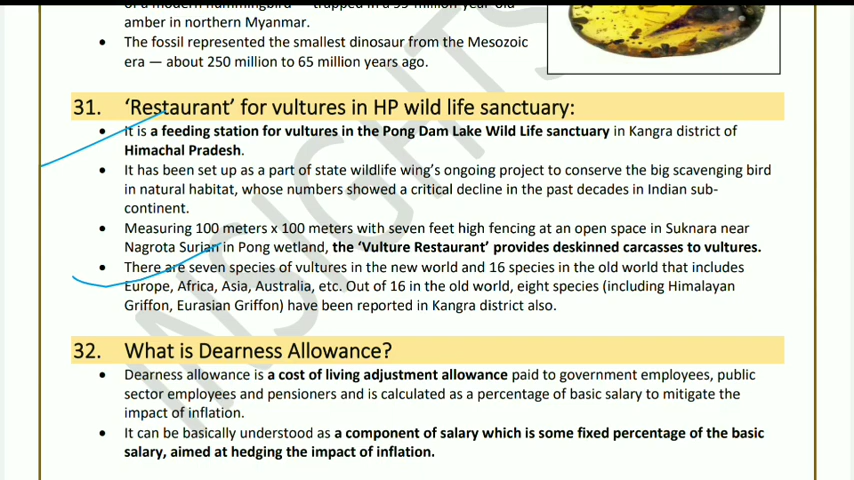 of a modern hummingbird — trapped in a 99-million-year-old
amber in northern Myanmar.
• The fossil represented the smallest dinosaur from the Mesozoic
era — about 250 million to 65 million years ago.
31. ‘Restaurant’ for vultures in HP wild life sanctuary:
• It is a feeding station for vultures in the Pong Dam Lake Wild Life sanctuary in Kangra district of
Himachal Pradesh.
• It has been set up as a part of state wildlife wing’s ongoing project to conserve the big scavenging bird
in natural habitat, whose numbers showed a critical decline in the past decades in Indian sub-
continent.
• Measuring 100 meters x 100 meters with seven feet high fencing at an open space in Suknara near
Nagrota Surian in Pong wetland, the ‘Vulture Restaurant’ provides deskinned carcasses to vultures.
• There are seven species of vultures in the new world and 16 species in the old world that includes
Europe, Africa, Asia, Australia, etc. Out of 16 in the old world, eight species (including Himalayan
Griffon, Eurasian Griffon) have been reported in Kangra district also.
32. What is Dearness Allowance?
• Dearness allowance is a cost of living adjustment allowance paid to government employees, public
sector employees and pensioners and is calculated as a percentage of basic salary to mitigate the
impact of inflation.
• It can be basically understood as a component of salary which is some fixed percentage of the basic
salary, aimed at hedging the impact of inflation.
INSIGHTS